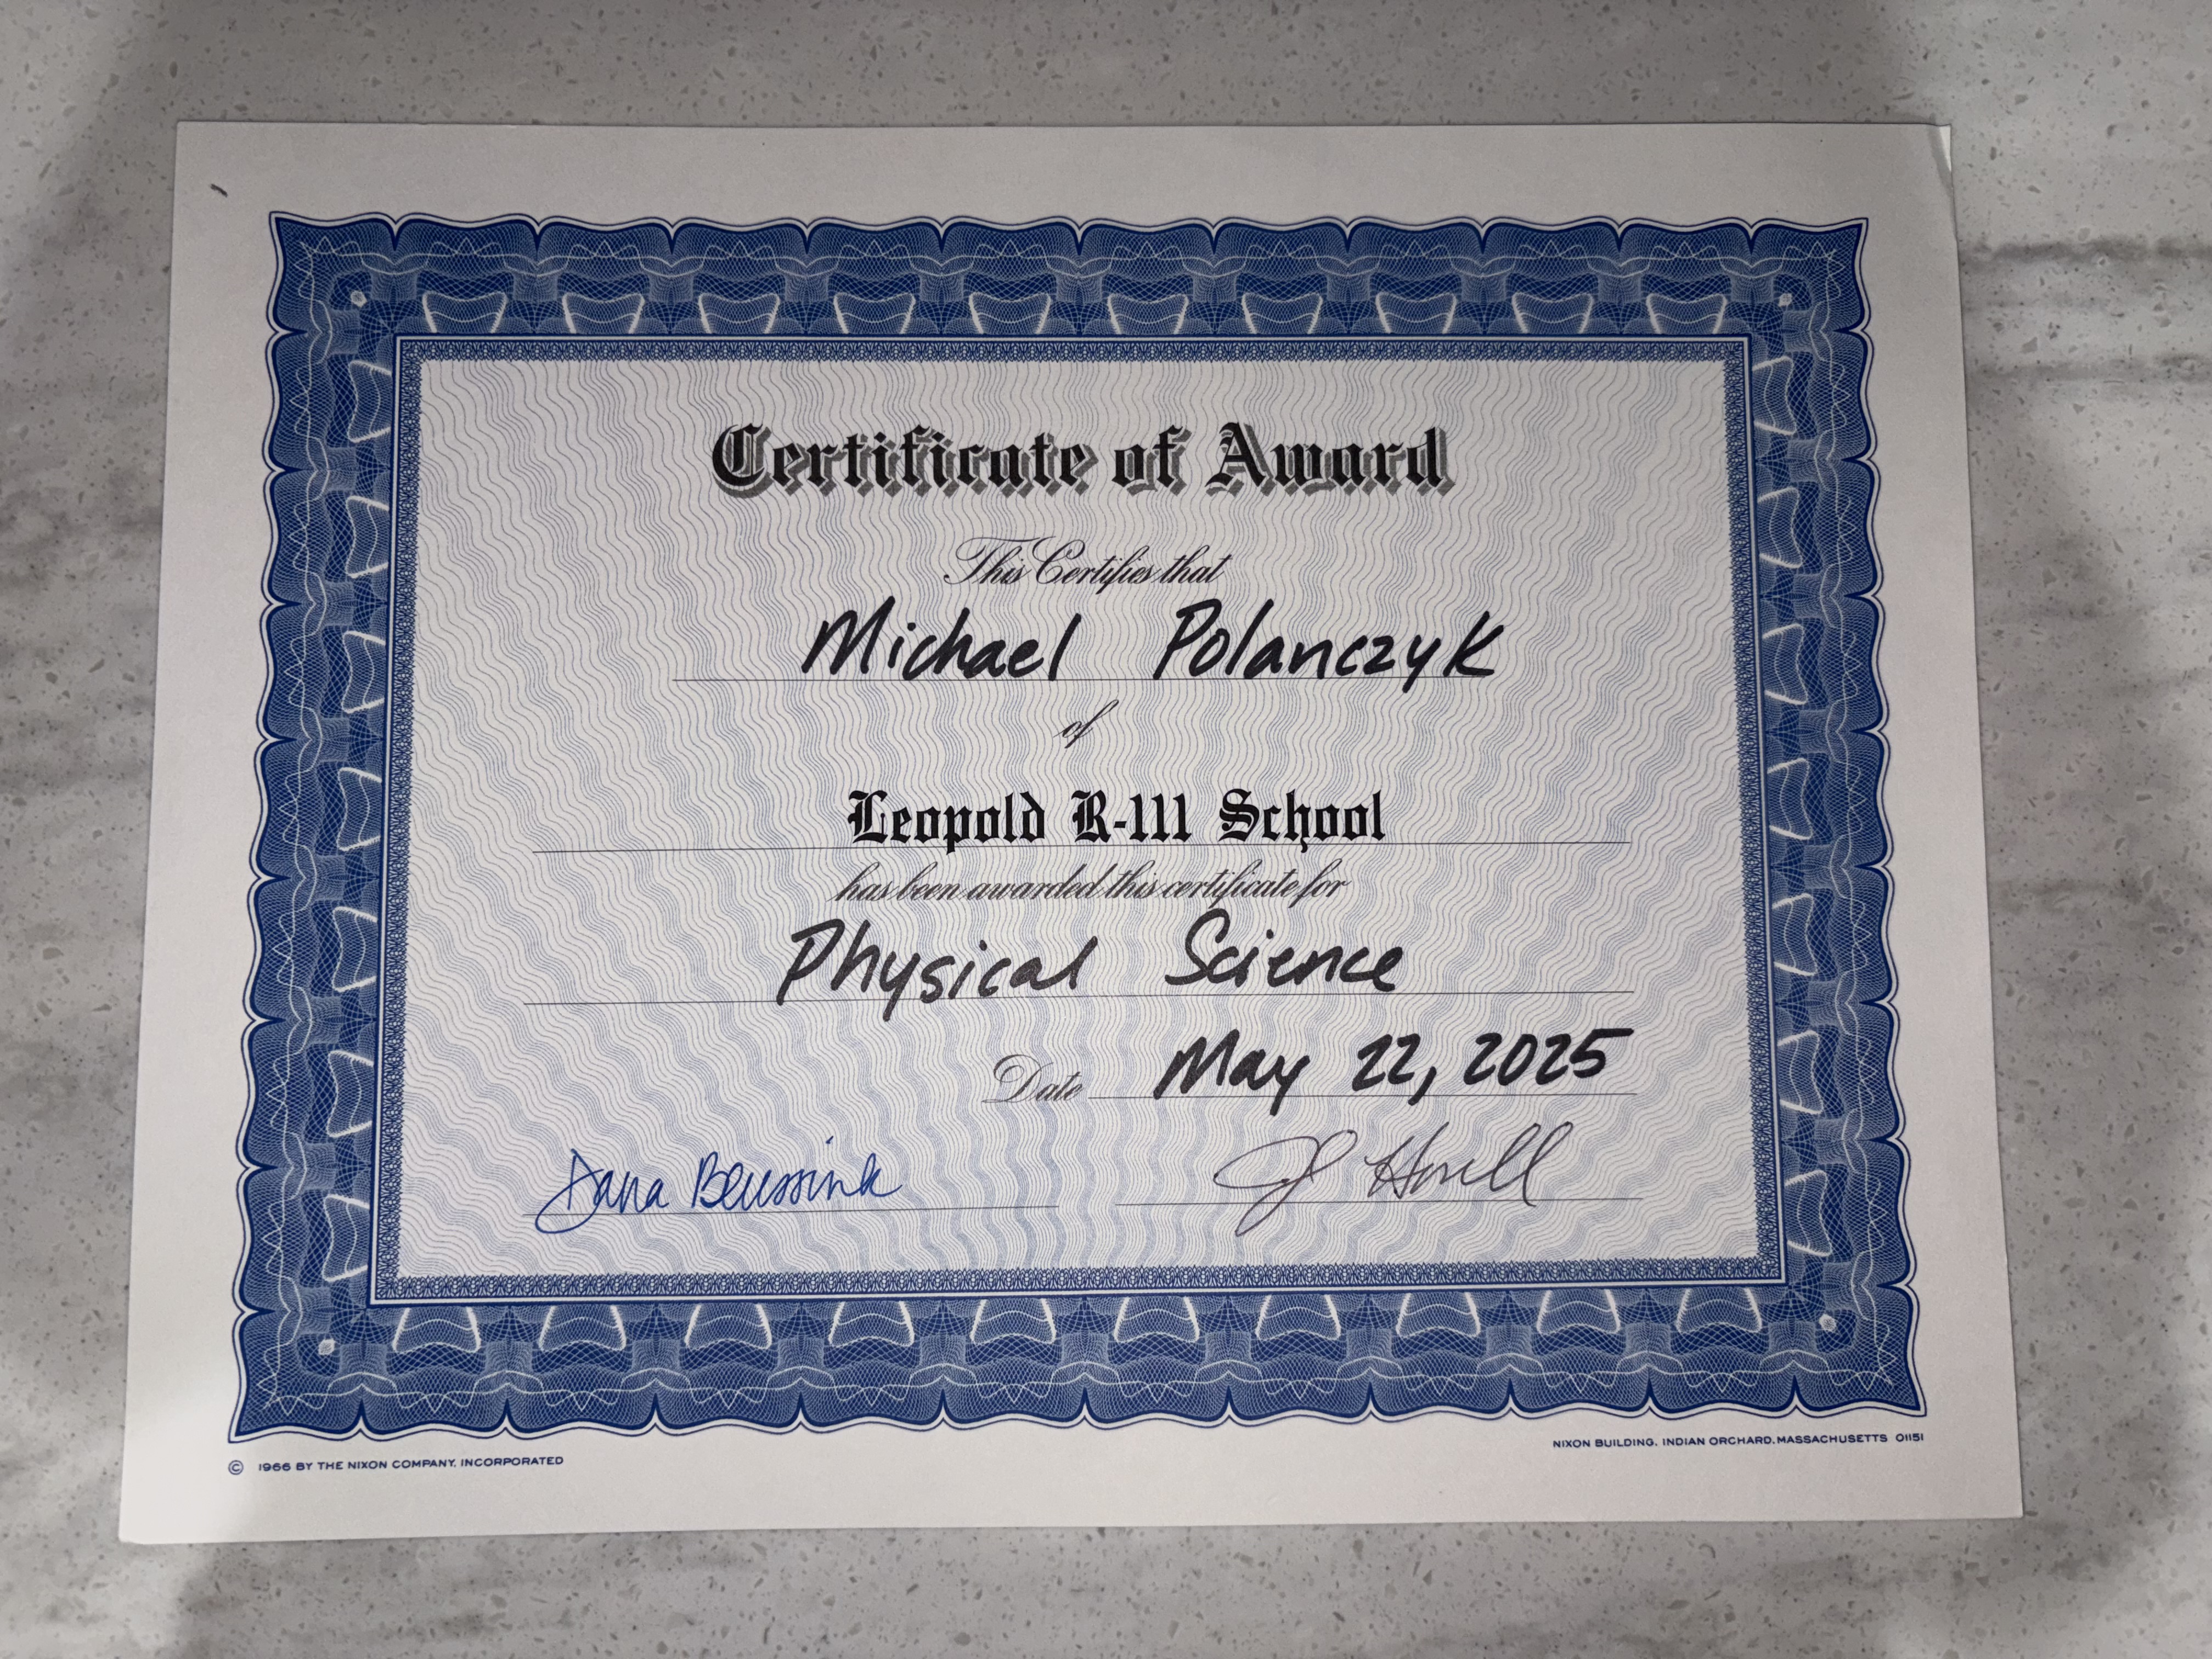 Certificate of Award
This Certifies that
Michael Polanczyk
of
Leopold R-111 School
has been awarded this certificate for
Physical Science
Date May 22, 2025
Dana Beussink
© 1966 BY THE NIXON COMPANY, INCORPORATED
NIXON BUILDING, INDIAN ORCHARD, MASSACHUSETTS 01151